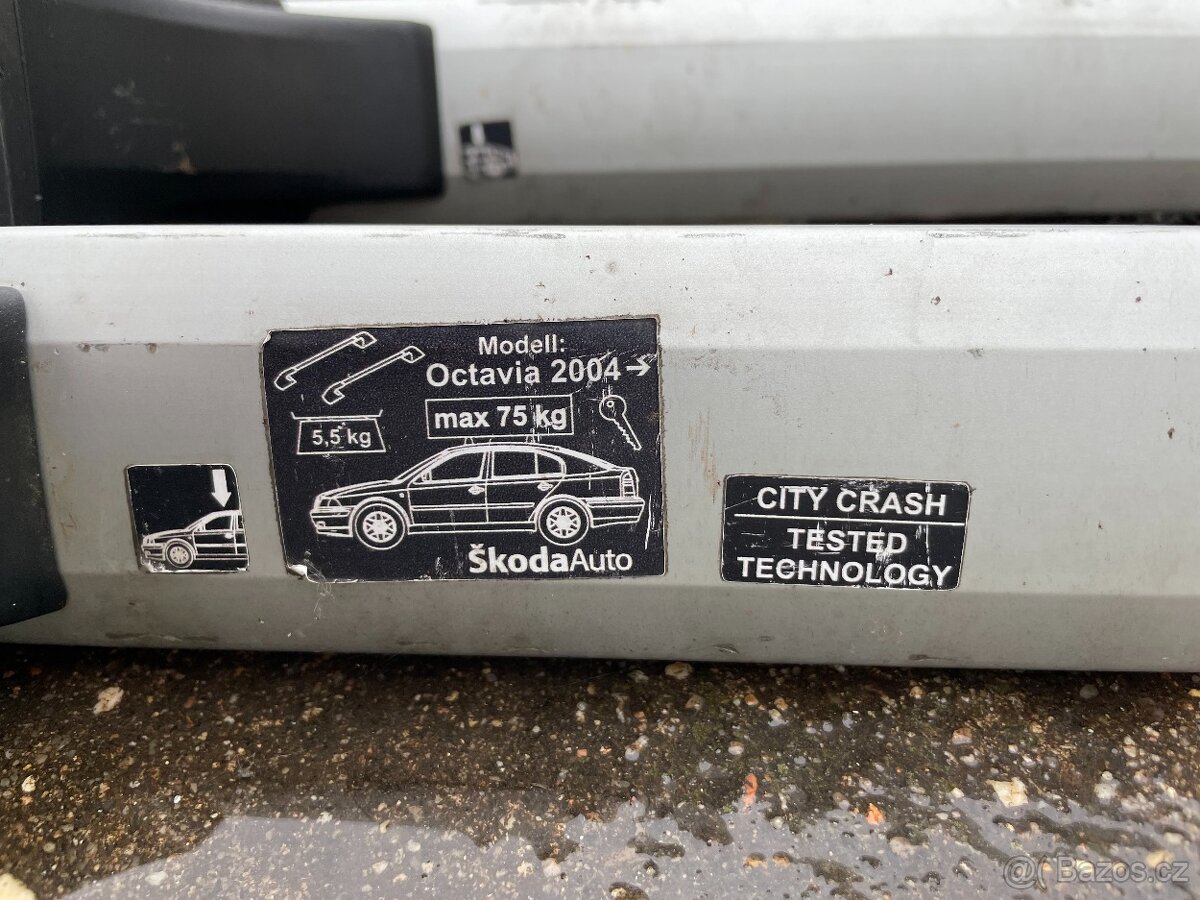 Modell:
Octavia 2004→
max 75 kg
5,5 kg
ŠkodaAuto
CITY CRASH
TESTED
TECHNOLOGY
@( Bazos.cz